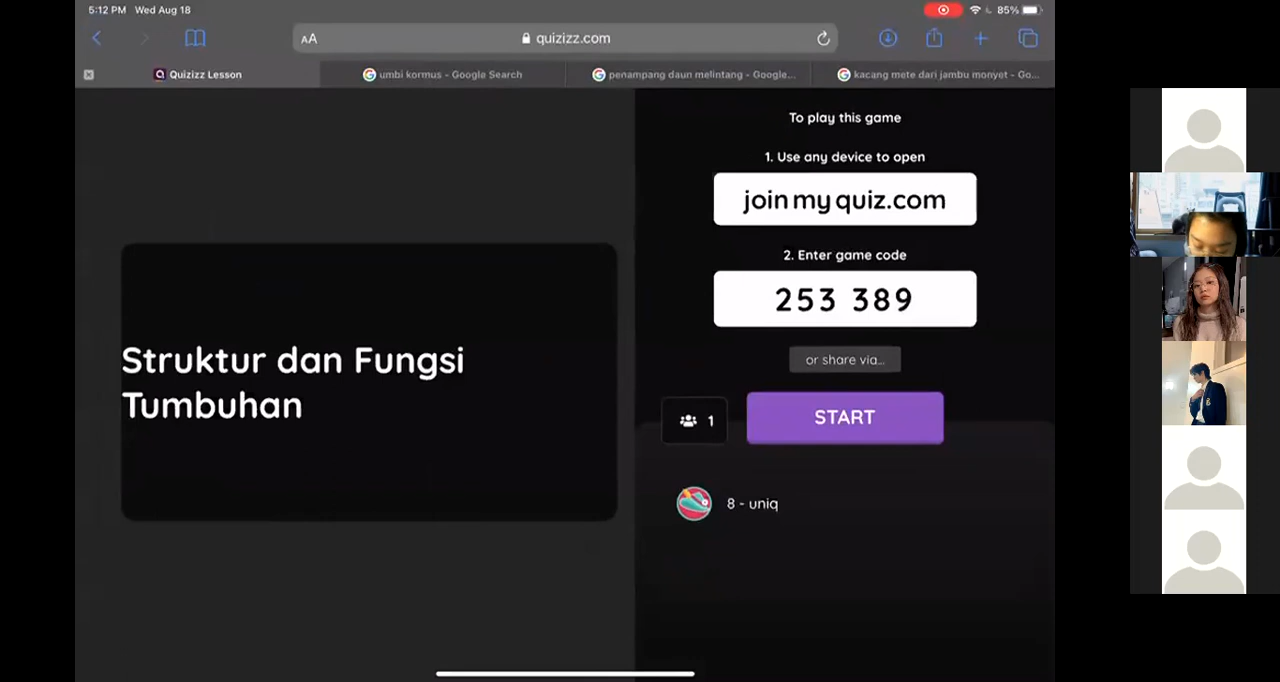 5:12 PM Wed Aug 18
85%
AA
quizizz.com
Quizizz Lesson
umbi kormus - Google Search
penampang daun melintang - Google...
kacang mete dari jambu monyet - Go...
To play this game
1. Use any device to open
joinmyquiz.com
2. Enter game code
253 389
or share via...
1
START
8 - uniq
Struktur dan Fungsi
Tumbuhan